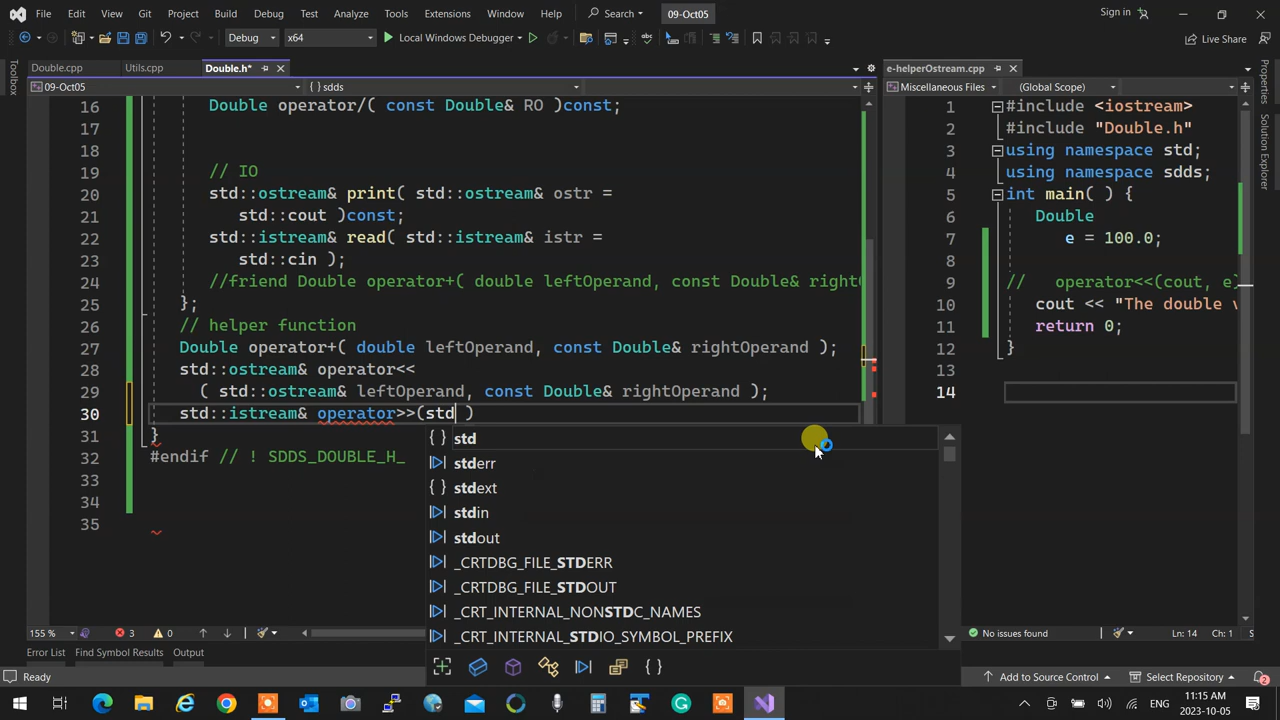 File Edit View Git Project Build Debug Test Analyze Tools Extensions Window Help Search 09-Oct05 Sign in
Debug x64 Local Windows Debugger Live Share
Toolbox
Double.cpp Utils.cpp Double.h* e-helperOstream.cpp
09-Oct05 { } sdds Miscellaneous Files (Global Scope)
16 Double operator/( const Double& RO )const;
17
18
19 // IO
20 std::ostream& print( std::ostream& ostr =
21 std::cout )const;
22 std::istream& read( std::istream& istr =
23 std::cin );
24 //friend Double operator+( double leftOperand, const Double& rightO
25 };
26 // helper function
27 Double operator+( double leftOperand, const Double& rightOperand );
28 std::ostream& operator<<
29 ( std::ostream& leftOperand, const Double& rightOperand );
30 std::istream& operator>>(std )
31 }
32 #endif // ! SDDS_DOUBLE_H_
33
34
35
{ } std
stderr
{ } stdext
stdin
stdout
_CRTDBG_FILE_STDERR
_CRTDBG_FILE_STDOUT
_CRT_INTERNAL_NONSTDC_NAMES
_CRT_INTERNAL_STDIO_SYMBOL_PREFIX
{ }
1 #include <iostream>
2 #include "Double.h"
3 using namespace std;
4 using namespace sdds;
5 int main( ) {
6 Double
7 e = 100.0;
8
9 // operator<<(cout, e)
10 cout << "The double v
11 return 0;
12 }
13
14
Properties
Solution Explorer
155 % 3 0 No issues found Ln: 14 Ch: 1 S
Error List Find Symbol Results Output
Ready Add to Source Control Select Repository 2
ENG 11:15 AM
2023-10-05